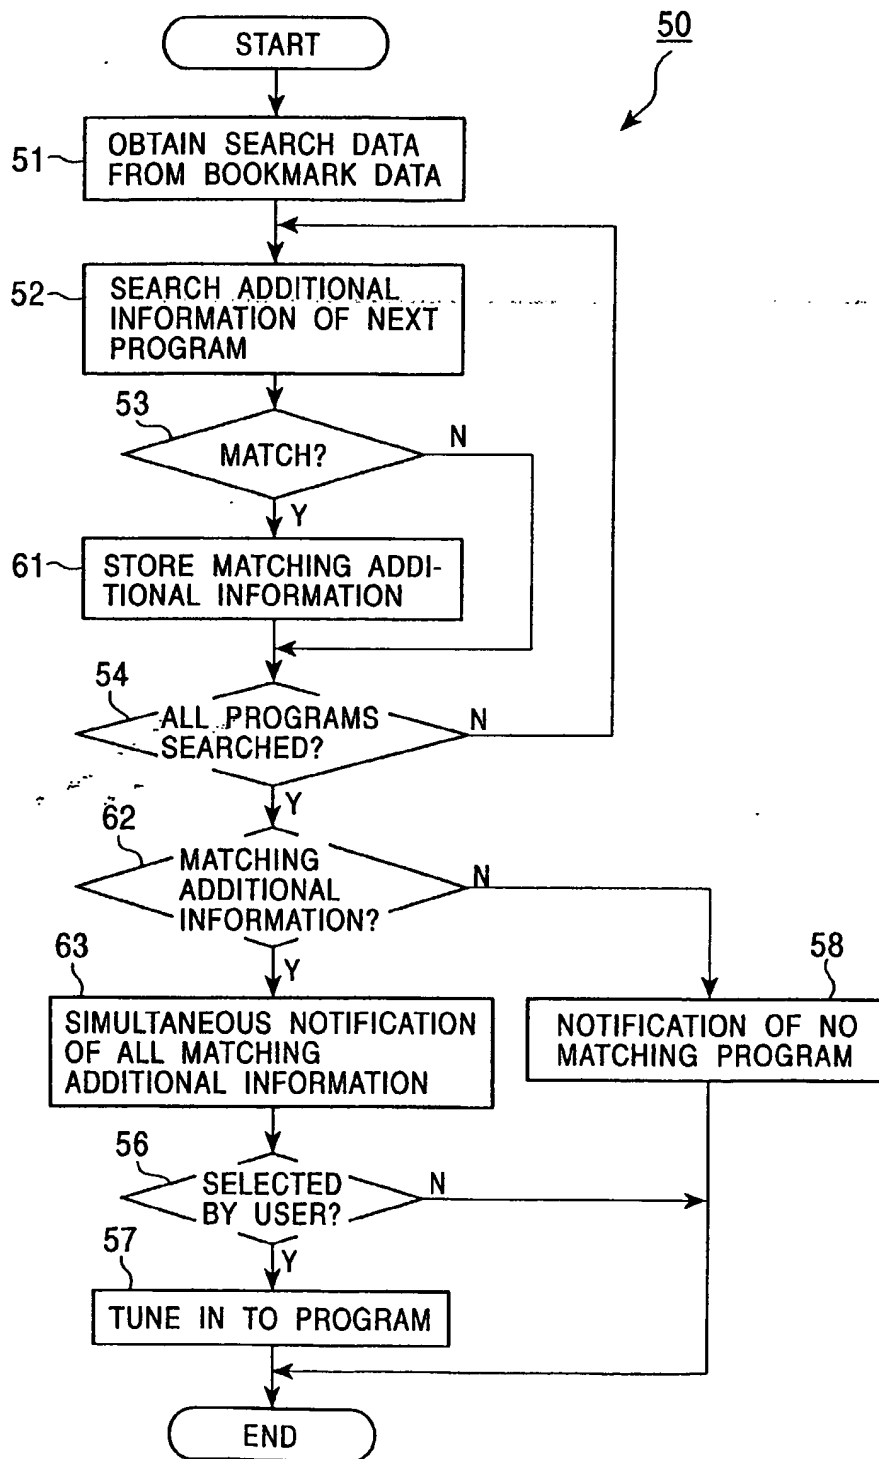 START
50
51
OBTAIN SEARCH DATA
FROM BOOKMARK DATA
52
SEARCH ADDITIONAL
INFORMATION OF NEXT
PROGRAM
53
MATCH?
N
Y
61
STORE MATCHING ADDI-
TIONAL INFORMATION
54
ALL PROGRAMS
SEARCHED?
N
Y
62
MATCHING
ADDITIONAL
INFORMATION?
N
Y
63
SIMULTANEOUS NOTIFICATION
OF ALL MATCHING
ADDITIONAL INFORMATION
58
NOTIFICATION OF NO
MATCHING PROGRAM
56
SELECTED
BY USER?
N
Y
57
TUNE IN TO PROGRAM
END